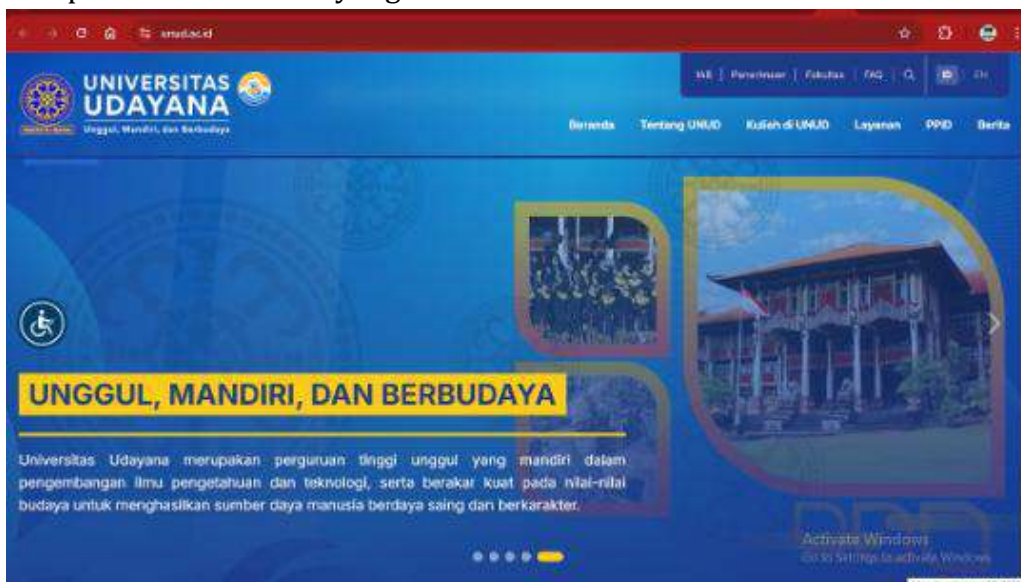 unud.ac.id
IAB | Penerimaan | Fakultas | FAQ | ID | EN
UNIVERSITAS
UDAYANA
Unggul, Mandiri, dan Berbudaya
Beranda Tentang UNUD Kuliah di UNUD Layanan PPID Berita
UNGGUL, MANDIRI, DAN BERBUDAYA
Universitas Udayana merupakan perguruan tinggi unggul yang mandiri dalam
pengembangan ilmu pengetahuan dan teknologi, serta berakar kuat pada nilai-nilai
budaya untuk menghasilkan sumber daya manusia berdaya saing dan berkarakter.
Activate Windows
Go to Settings to activate Windows.